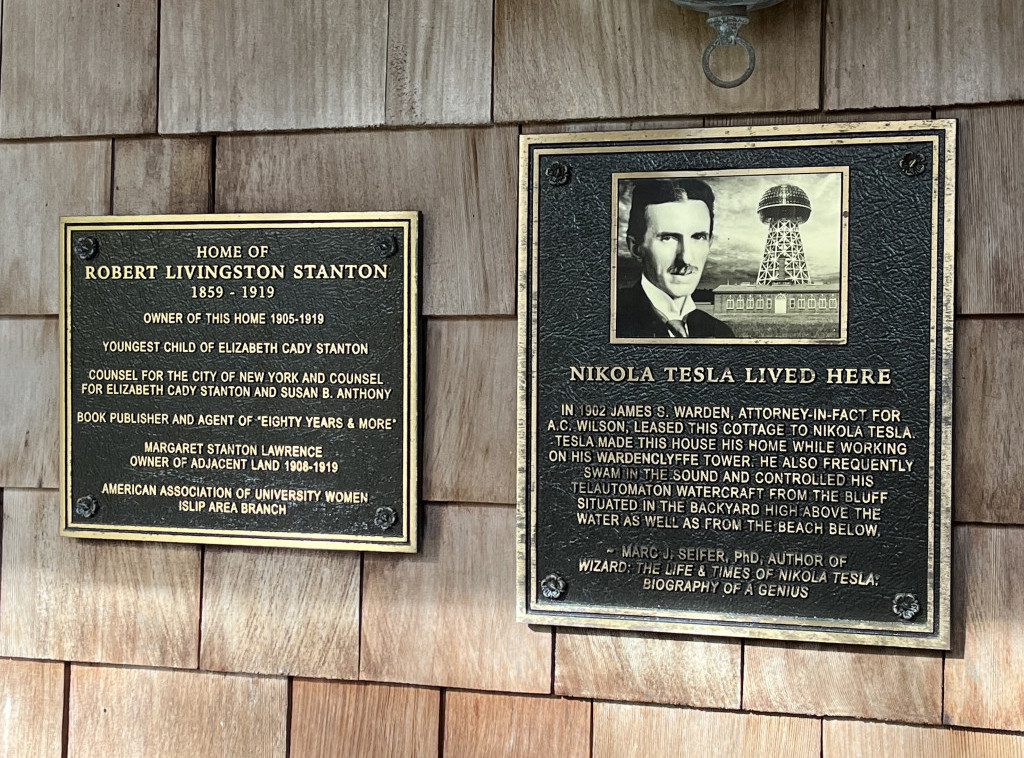 HOME OF
ROBERT LIVINGSTON STANTON
1859 - 1919
OWNER OF THIS HOME 1905-1919
YOUNGEST CHILD OF ELIZABETH CADY STANTON
COUNSEL FOR THE CITY OF NEW YORK AND COUNSEL
FOR ELIZABETH CADY STANTON AND SUSAN B. ANTHONY
BOOK PUBLISHER AND AGENT OF "EIGHTY YEARS & MORE"
MARGARET STANTON LAWRENCE
OWNER OF ADJACENT LAND 1908-1919
AMERICAN ASSOCIATION OF UNIVERSITY WOMEN
ISLIP AREA BRANCH
NIKOLA TESLA LIVED HERE
IN 1902 JAMES S. WARDEN, ATTORNEY-IN-FACT FOR
A.C. WILSON, LEASED THIS COTTAGE TO NIKOLA TESLA.
TESLA MADE THIS HOUSE HIS HOME WHILE WORKING
ON HIS WARDENCLYFFE TOWER. HE ALSO FREQUENTLY
SWAM IN THE SOUND AND CONTROLLED HIS
TELAUTOMATON WATERCRAFT FROM THE BLUFF
SITUATED IN THE BACKYARD HIGH ABOVE THE
WATER AS WELL AS FROM THE BEACH BELOW.
~ MARC J. SEIFER, PhD, AUTHOR OF
WIZARD: THE LIFE & TIMES OF NIKOLA TESLA:
BIOGRAPHY OF A GENIUS